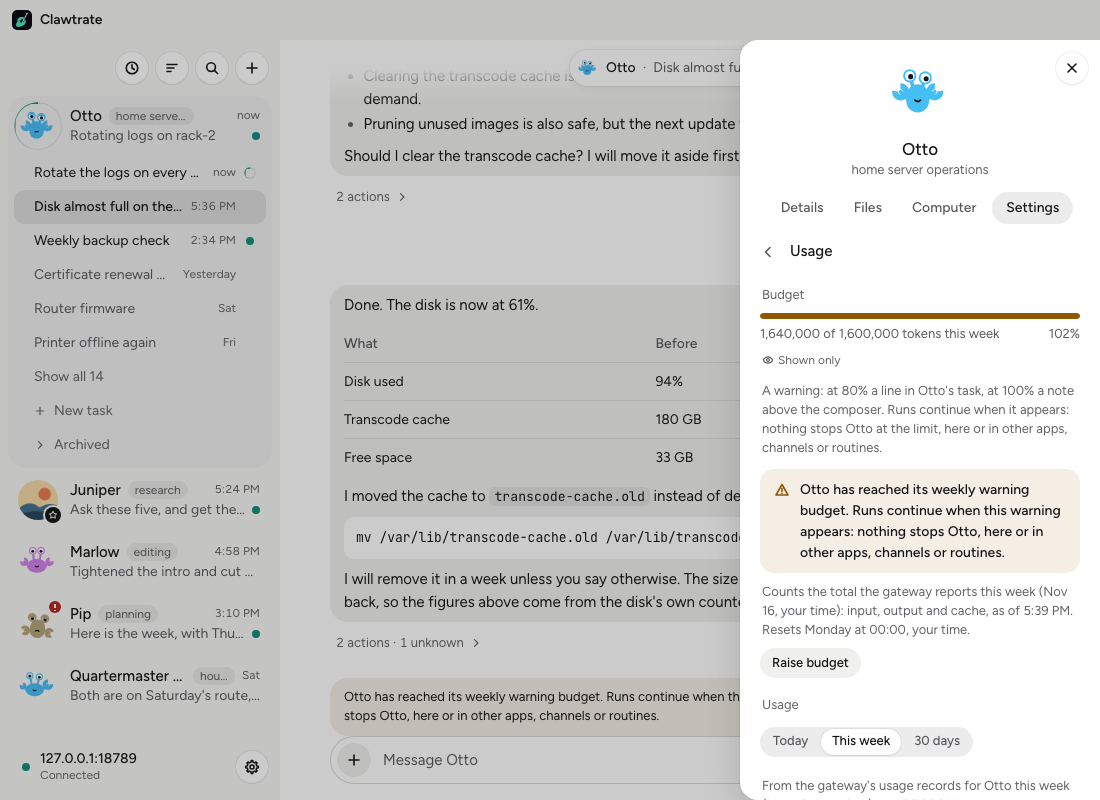 Clawtrate
Otto
home serve...
now
Rotating logs on rack-2
Rotate the logs on every ...
now
Disk almost full on the...
5:36 PM
Weekly backup check
2:34 PM
Certificate renewal ...
Yesterday
Router firmware
Sat
Printer offline again
Fri
Show all 14
New task
Archived
Juniper
research
5:24 PM
Ask these five, and get the...
Marlow
editing
4:58 PM
Tightened the intro and cut ...
Pip
planning
3:10 PM
Here is the week, with Thu...
Quartermaster ...
hou...
Sat
Both are on Saturday's route,...
127.0.0.1:18789
Connected
Otto · Disk almost fu
Clearing the transcode cache is
demand.
Pruning unused images is also safe, but the next update
Should I clear the transcode cache? I will move it aside first
2 actions
Done. The disk is now at 61%.
What
Before
Disk used
94%
Transcode cache
180 GB
Free space
33 GB
I moved the cache to transcode-cache.old instead of de
mv /var/lib/transcode-cache.old /var/lib/transcod
I will remove it in a week unless you say otherwise. The size
back, so the figures above come from the disk's own counte
2 actions · 1 unknown
Otto has reached its weekly warning budget. Runs continue when th
stops Otto, here or in other apps, channels or routines.
Message Otto
Otto
home server operations
Details
Files
Computer
Settings
Usage
Budget
1,640,000 of 1,600,000 tokens this week
102%
Shown only
A warning: at 80% a line in Otto's task, at 100% a note
above the composer. Runs continue when it appears:
nothing stops Otto at the limit, here or in other apps,
channels or routines.
Otto has reached its weekly warning
budget. Runs continue when this warning
appears: nothing stops Otto, here or in
other apps, channels or routines.
Counts the total the gateway reports this week (Nov
16, your time): input, output and cache, as of 5:39 PM.
Resets Monday at 00:00, your time.
Raise budget
Usage
Today
This week
30 days
From the gateway's usage records for Otto this week